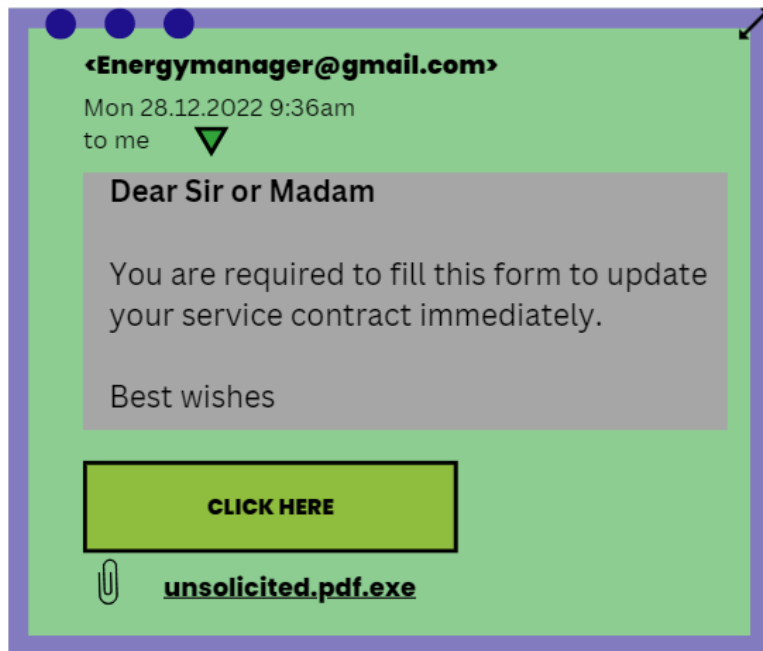 <Energymanager@gmail.com>
Mon 28.12.2022 9:36am
to me
Dear Sir or Madam
You are required to fill this form to update
your service contract immediately.
Best wishes
CLICK HERE
unsolicited.pdf.exe